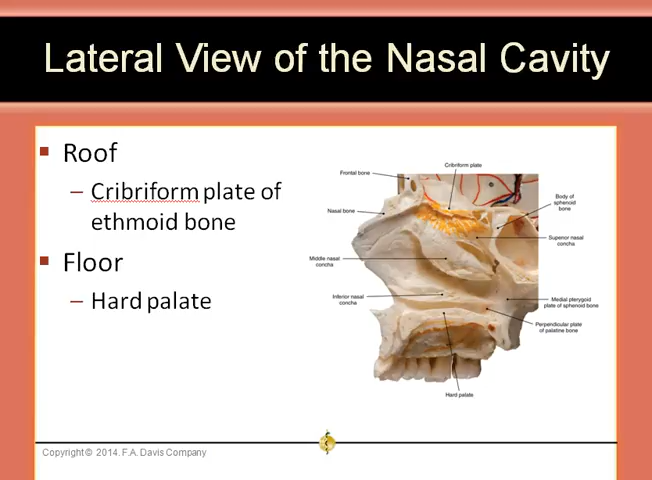 Lateral View of the Nasal Cavity
Roof
– Cribriform plate of
ethmoid bone
Floor
– Hard palate
Cribriform plate
Frontal bone
Body of
sphenoid
bone
Nasal bone
Superior nasal
concha
Middle nasal
concha
Inferior nasal
concha
Medial pterygoid
plate of sphenoid bone
Perpendicular plate
of palatine bone
Hard palate
Copyright © 2014. F.A. Davis Company